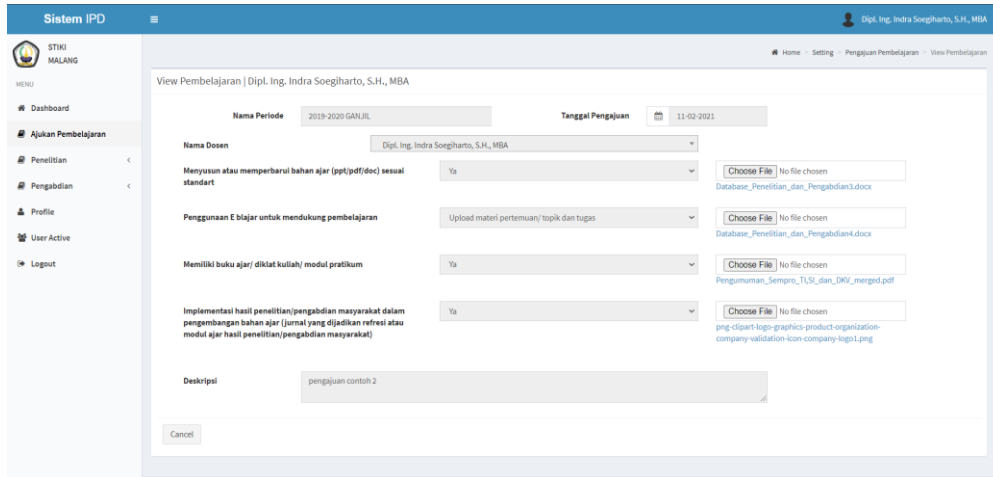 Sistem IPD
Dipl. Ing. Indra Soegiharto, S.H., MBA
STIKI
MALANG
Home > Setting > Pengajuan Pembelajaran > View Pembelajaran
MENU
Dashboard
Ajukan Pembelajaran
Penelitian
Pengabdian
Profile
User Active
Logout
View Pembelajaran | Dipl. Ing. Indra Soegiharto, S.H., MBA
Nama Periode 2019-2020 GANJIL Tanggal Pengajuan 11-02-2021
Nama Dosen Dipl. Ing. Indra Soegiharto, S.H., MBA
Menyusun atau memperbarui bahan ajar (ppt/pdf/doc) sesuai
standart
Ya
Choose File No file chosen
Database_Penelitian_dan_Pengabdian3.docx
Penggunaan E blajar untuk mendukung pembelajaran
Upload materi pertemuan/ topik dan tugas
Choose File No file chosen
Database_Penelitian_dan_Pengabdian4.docx
Memiliki buku ajar/ diklat kuliah/ modul pratikum
Ya
Choose File No file chosen
Pengumuman_Sempro_TI,SI_dan_DKV_merged.pdf
Implementasi hasil penelitian/pengabdian masyarakat dalam
pengembangan bahan ajar (jurnal yang dijadikan refresi atau
modul ajar hasil penelitian/pengabdian masyarakat)
Ya
Choose File No file chosen
png-clipart-logo-graphics-product-organization-
company-validation-icon-company-logo1.png
Deskripsi
pengajuan contoh 2
Cancel